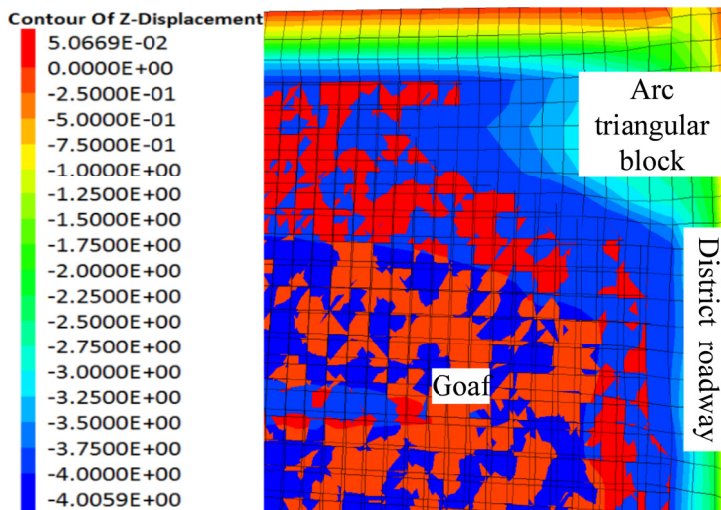 Contour Of Z-Displacement
5.0669E-02
0.0000E+00
-2.5000E-01
-5.0000E-01
-7.5000E-01
-1.0000E+00
-1.2500E+00
-1.5000E+00
-1.7500E+00
-2.0000E+00
-2.2500E+00
-2.5000E+00
-2.7500E+00
-3.0000E+00
-3.2500E+00
-3.5000E+00
-3.7500E+00
-4.0000E+00
-4.0059E+00
Arc
triangular
block
District roadway
Goaf